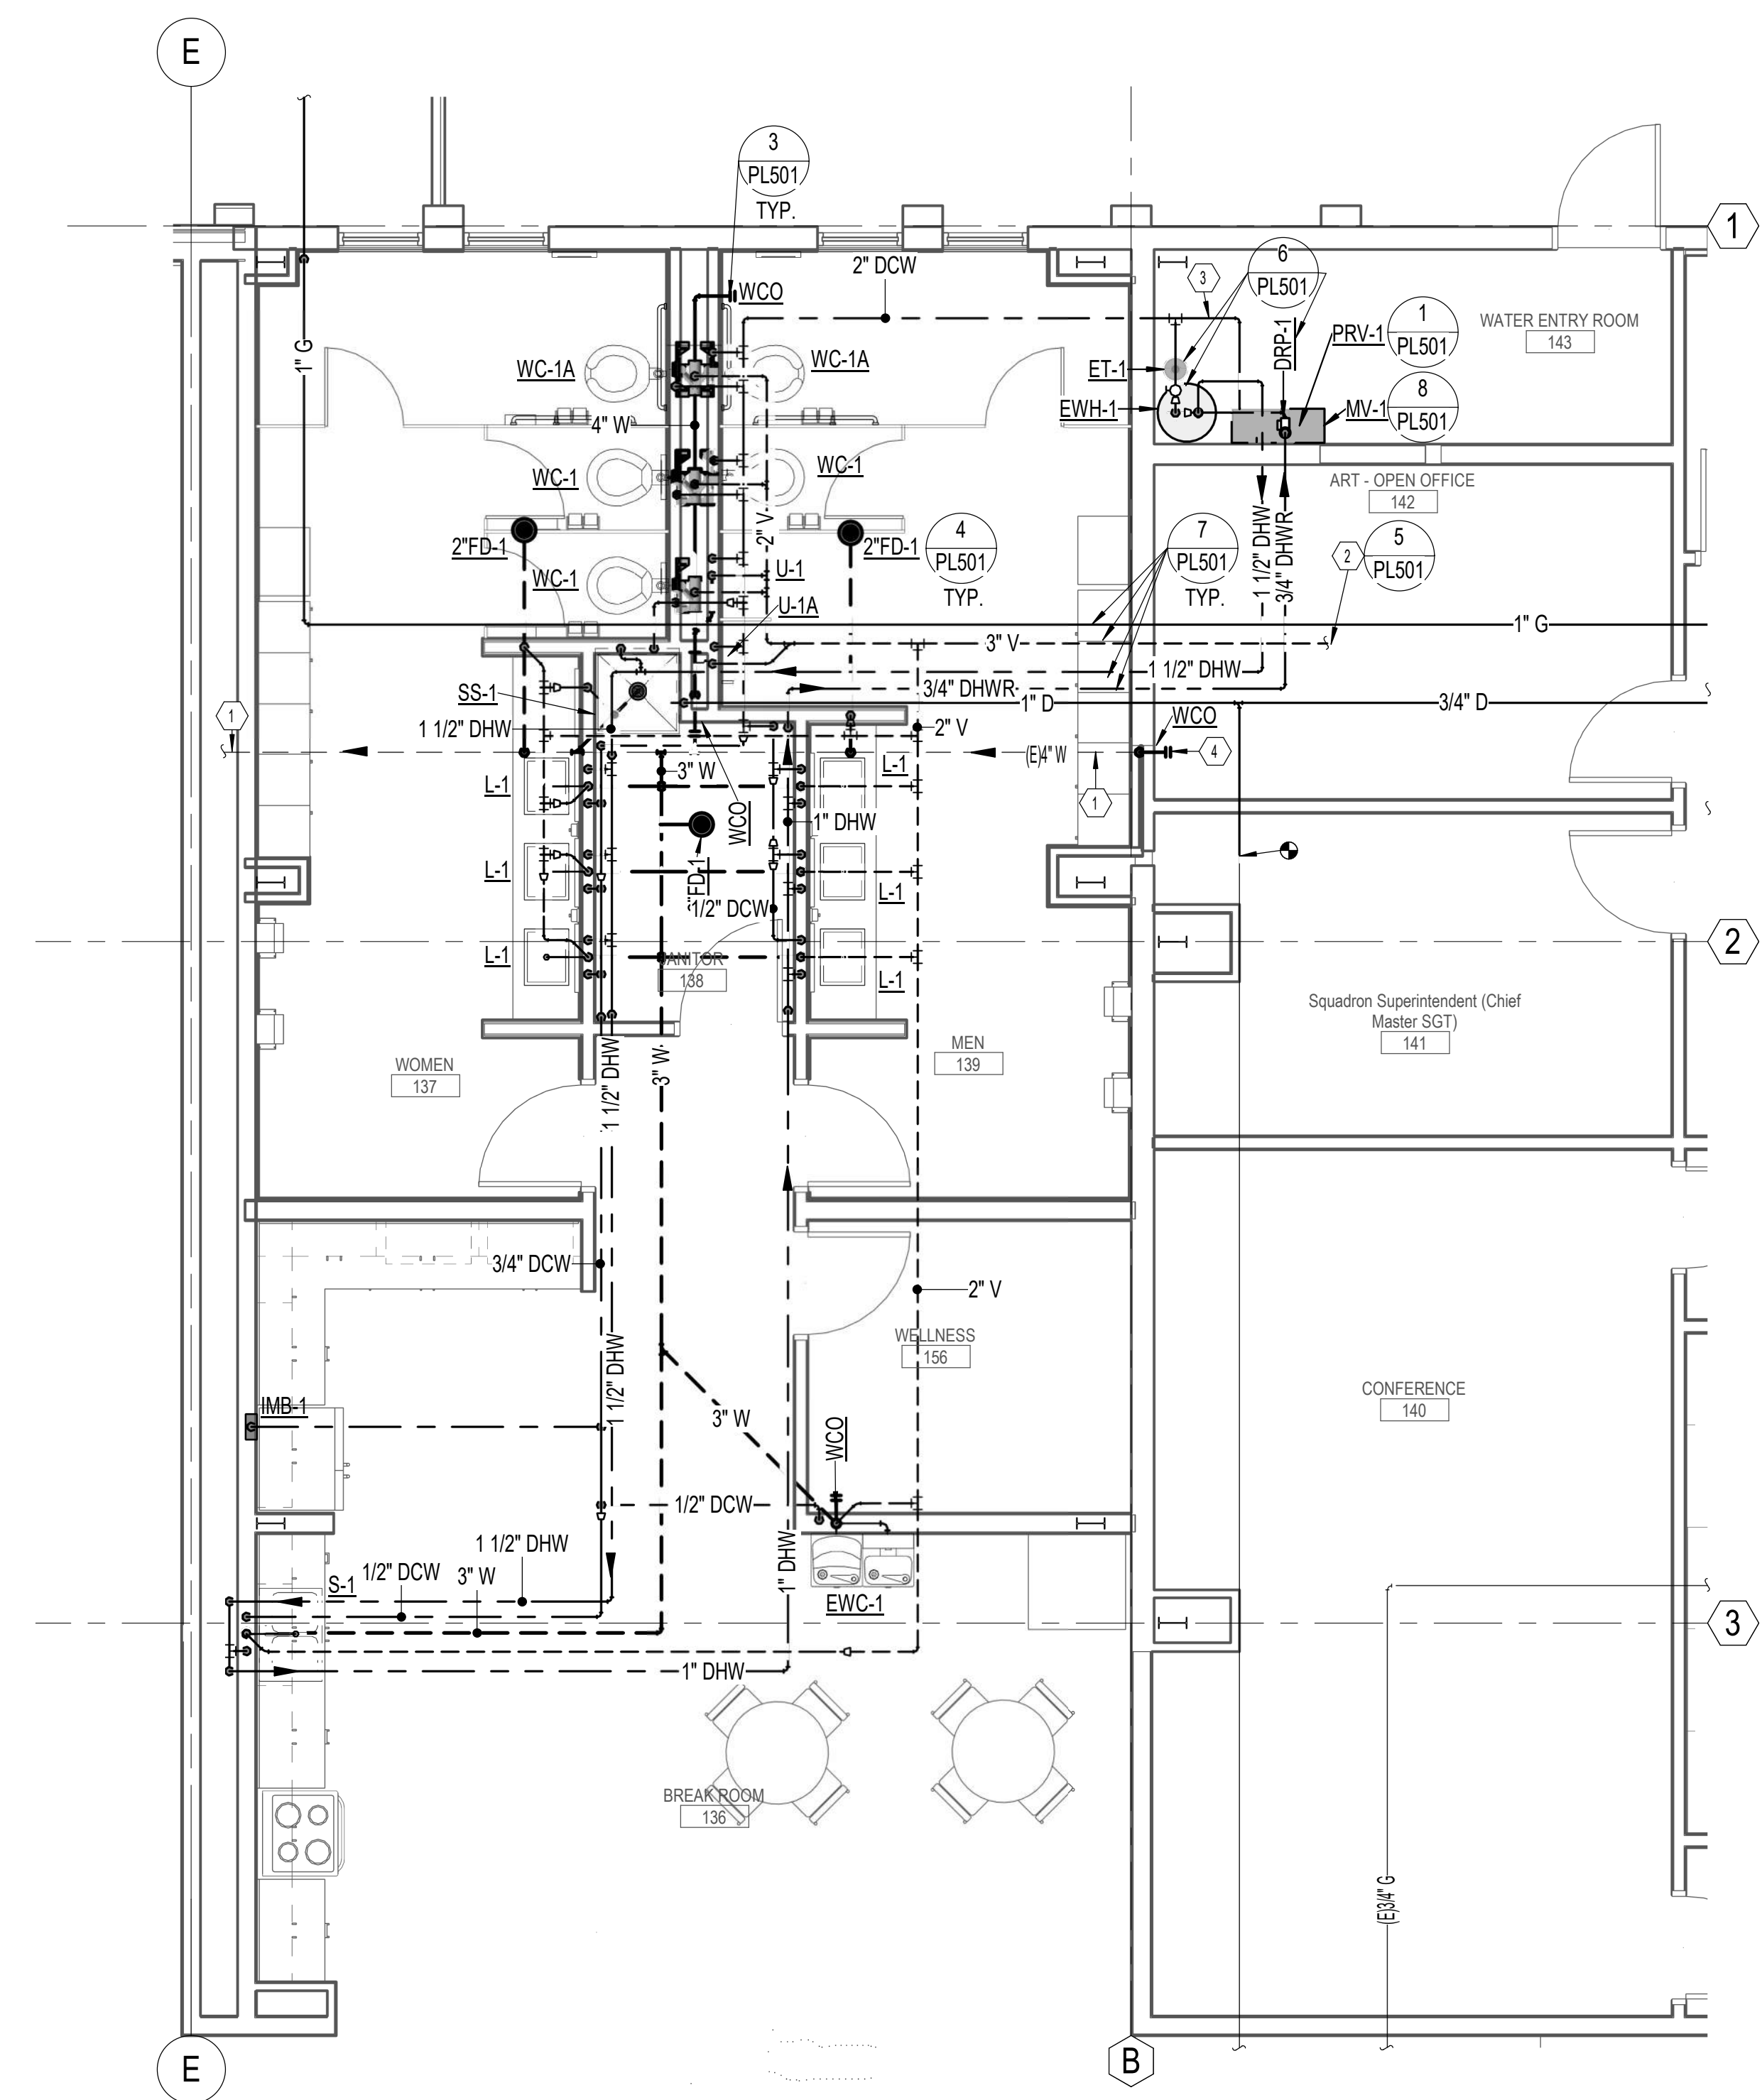 E
3
PL501
TYP.
1
2" DCW
3
6
PL501
WCO
DRP-1
PRV-1
1
PL501
WATER ENTRY ROOM
143
1" G
WC-1A
WC-1A
ET-1
EWH-1
MV-1
8
PL501
4" W
WC-1
WC-1
ART - OPEN OFFICE
142
2" V
2"FD-1
2"FD-1
4
PL501
TYP.
7
PL501
TYP.
1 1/2" DHW
3/4" DHWR
2
5
PL501
WC-1
U-1
U-1A
1" G
3" V
1 1/2" DHW
SS-1
3/4" DHWR
1" D
3/4" D
1
1 1/2" DHW
2" V
WCO
(E)4" W
4
3" W
L-1
L-1
WCO
1
1" DHW
L-1
FD-1
L-1
1/2" DCW
2
L-1
JANITOR
138
L-1
Squadron Superintendent (Chief
Master SGT)
141
WOMEN
137
1 1/2" DHW
3" W
MEN
139
3/4" DCW
2" V
WELLNESS
156
1 1/2" DHW
CONFERENCE
140
IMB-1
3" W
WCO
1/2" DCW
1 1/2" DHW
1/2" DCW
3" W
S-1
1" DHW
EWC-1
3
1" DHW
BREAK ROOM
136
(E)3/4" G
E
B